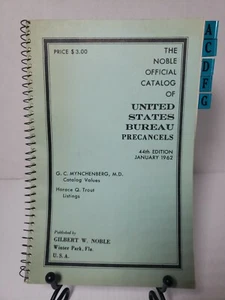 PRICE $3.00
THE
NOBLE
OFFICIAL
CATALOG
OF
UNITED
STATES
BUREAU
PRECANCELS
44th EDITION
JANUARY 1962
G. C. MYNCHENBERG, M.D.
Catalog Values
Horace Q. Trout
Listings
Published by
GILBERT W. NOBLE
Winter Park, Fla.
U.S.A.
A
C
D
F
G